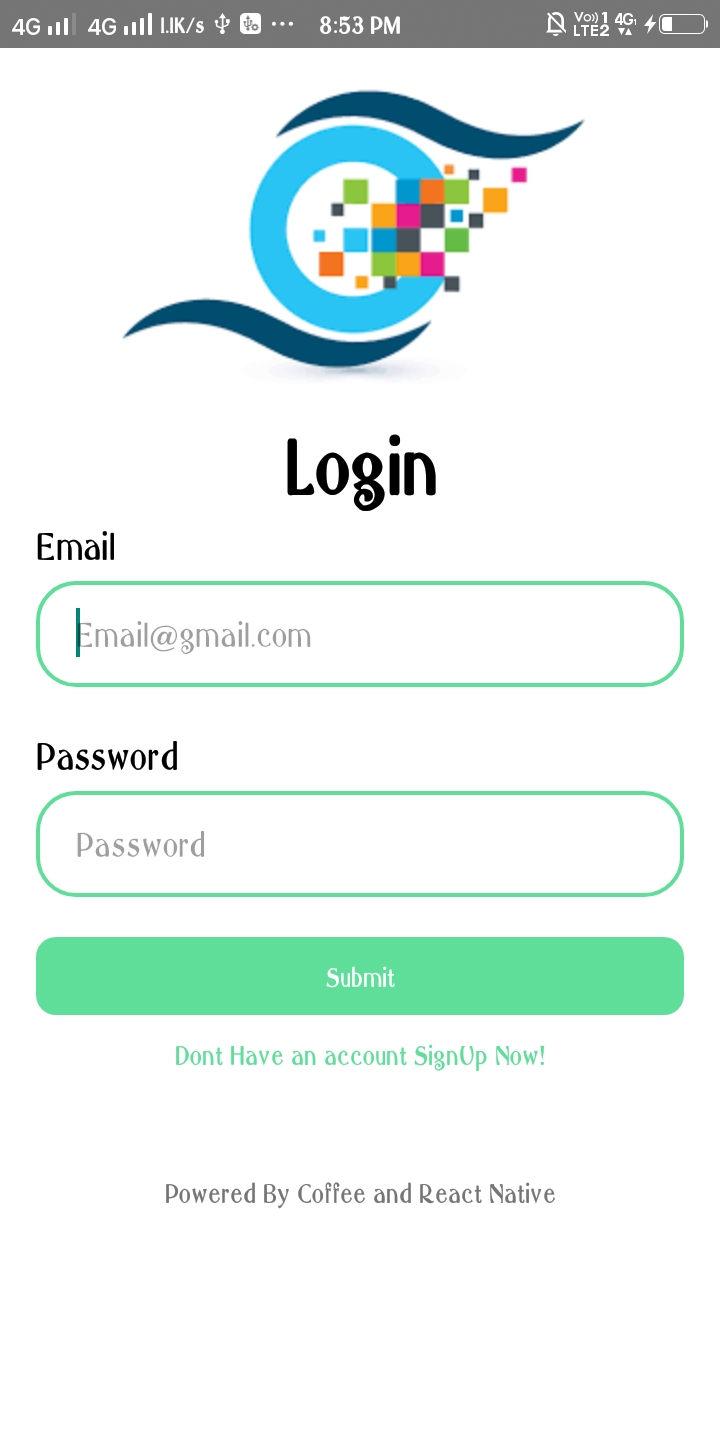 4G 4G 1.1K/s ... 8:53 PM Vo)) 1 LTE2 4G
Login
Email
Email@gmail.com
Password
Password
Submit
Dont Have an account SignUp Now!
Powered By Coffee and React Native